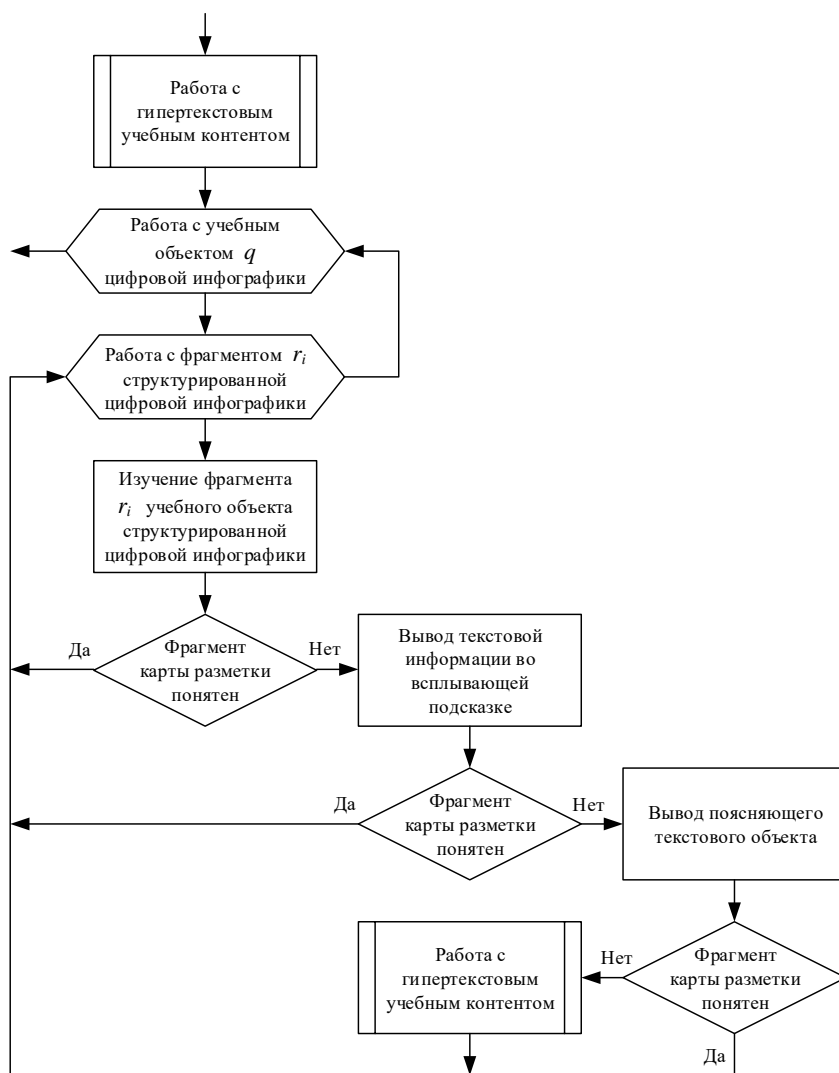 Работа с
гипертекстовым
учебным контентом
Работа с учебным
объектом q
цифровой инфографики
Работа с фрагментом r_i
структурированной
цифровой инфографики
Изучение фрагмента
r_i учебного объекта
структурированной
цифровой инфографики
Да
Фрагмент
карты разметки
понятен
Нет
Вывод текстовой
информации во
всплывающей
подсказке
Да
Фрагмент
карты разметки
понятен
Нет
Вывод поясняющего
текстового объекта
Работа с
гипертекстовым
учебным контентом
Нет
Фрагмент
карты разметки
понятен
Да